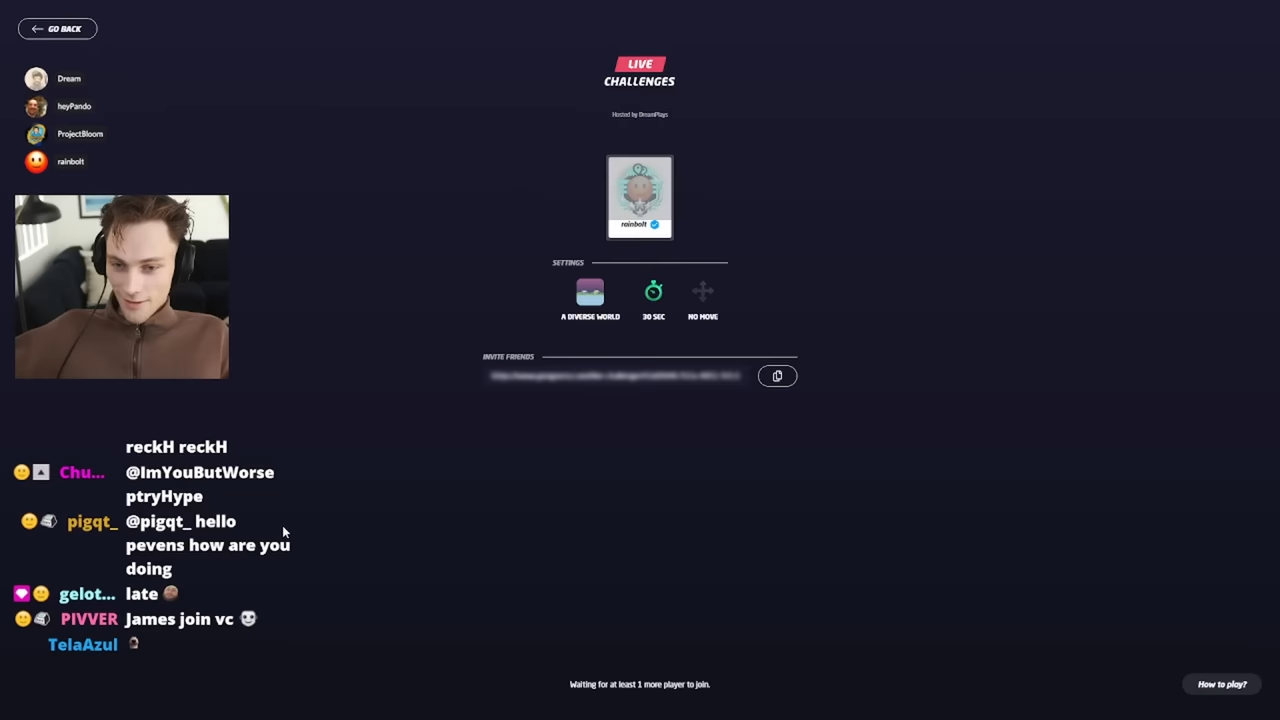 GO BACK
Dream
heyPando
ProjectBloom
rainbolt
LIVE
CHALLENGES
Hosted by DreamPlays
rainbolt
SETTINGS
A DIVERSE WORLD
30 SEC
NO MOVE
INVITE FRIENDS
reckH reckH
Chu... @ImYouButWorse
ptryHype
pigqt_ @pigqt_ hello
pevens how are you
doing
gelot... late
PIVVER James join vc
TelaAzul
Waiting for at least 1 more player to join.
How to play?